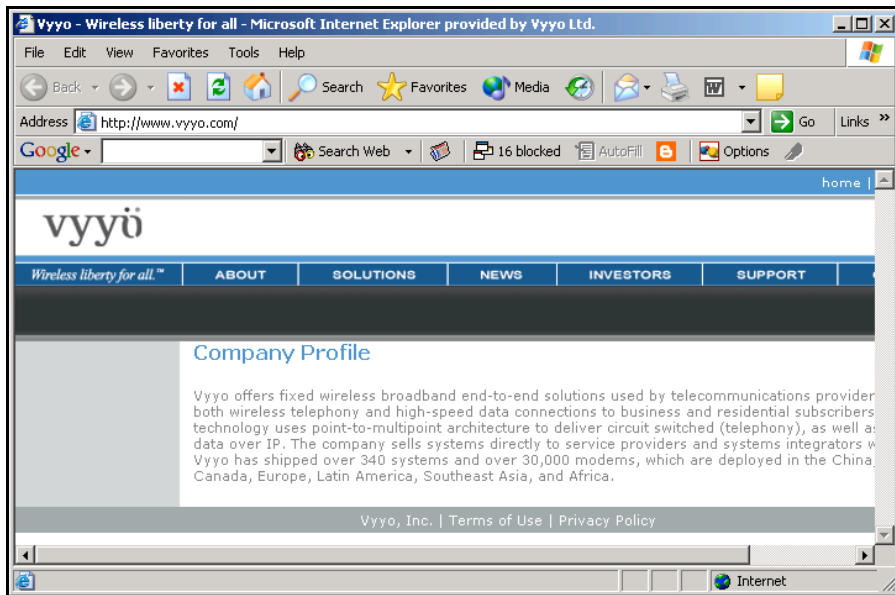 Vyyo - Wireless liberty for all - Microsoft Internet Explorer provided by Vyyo Ltd.
File Edit View Favorites Tools Help
Back Search Favorites Media
Address http://www.vyyo.com/ Go Links »
Google Search Web 16 blocked AutoFill Options
home |
vyyö
Wireless liberty for all.™ ABOUT SOLUTIONS NEWS INVESTORS SUPPORT
Company Profile
Vyyo offers fixed wireless broadband end-to-end solutions used by telecommunications provider
both wireless telephony and high-speed data connections to business and residential subscribers
technology uses point-to-multipoint architecture to deliver circuit switched (telephony), as well a
data over IP. The company sells systems directly to service providers and systems integrators w
Vyyo has shipped over 340 systems and over 30,000 modems, which are deployed in the China,
Canada, Europe, Latin America, Southeast Asia, and Africa.
Vyyo, Inc. | Terms of Use | Privacy Policy
Internet